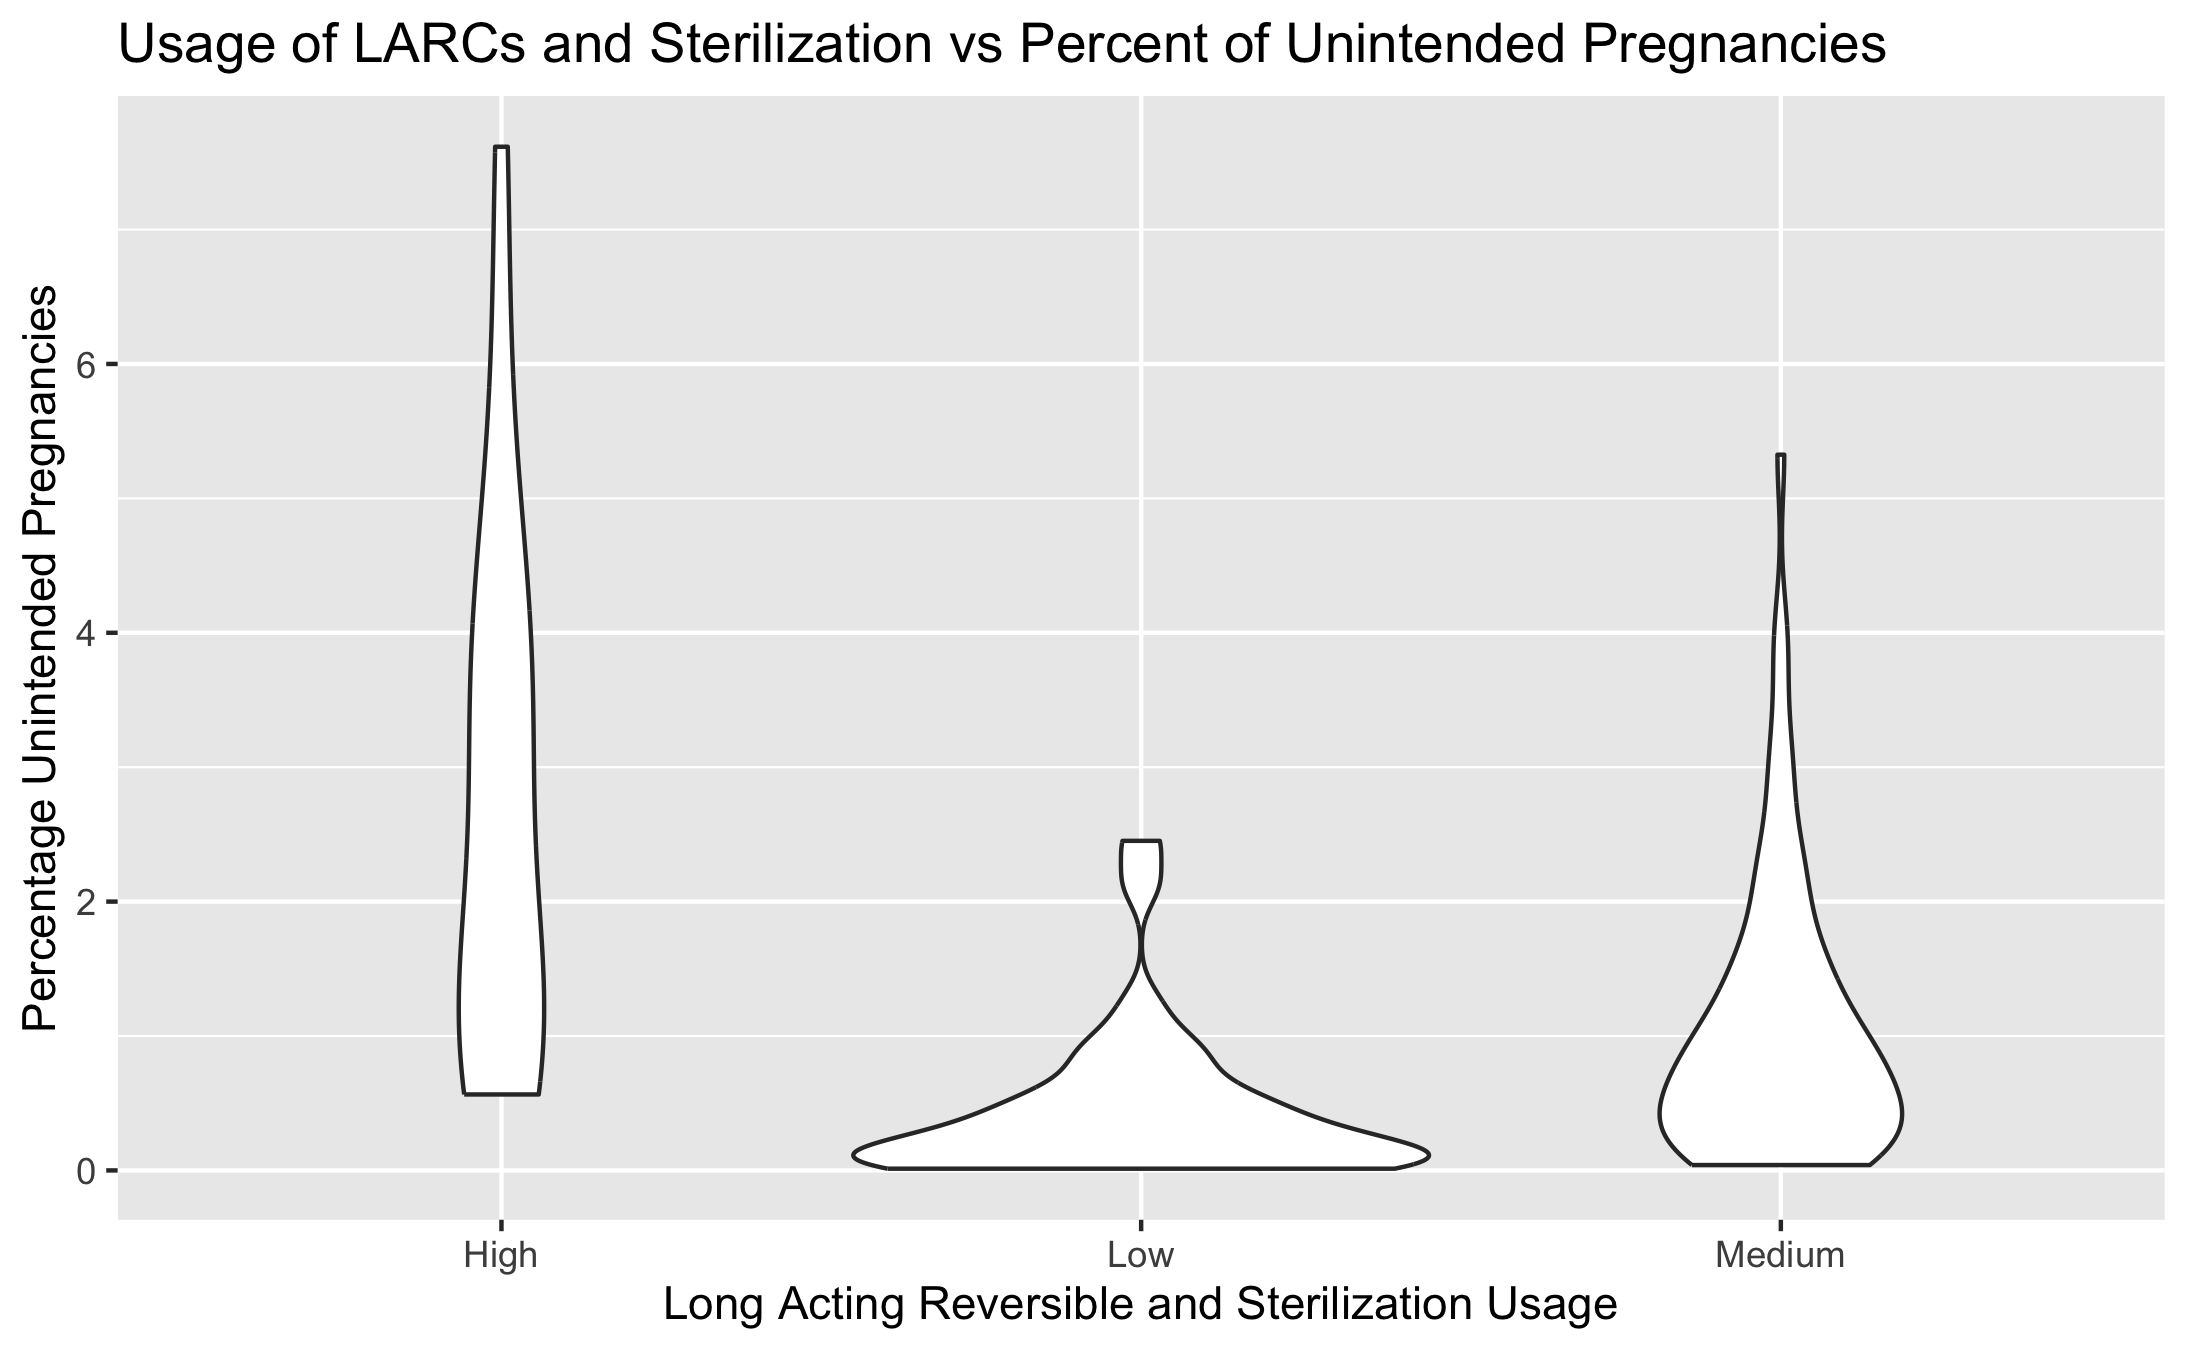 Usage of LARCs and Sterilization vs Percent of Unintended Pregnancies
Percentage Unintended Pregnancies
6
4
2
0
High
Low
Medium
Long Acting Reversible and Sterilization Usage